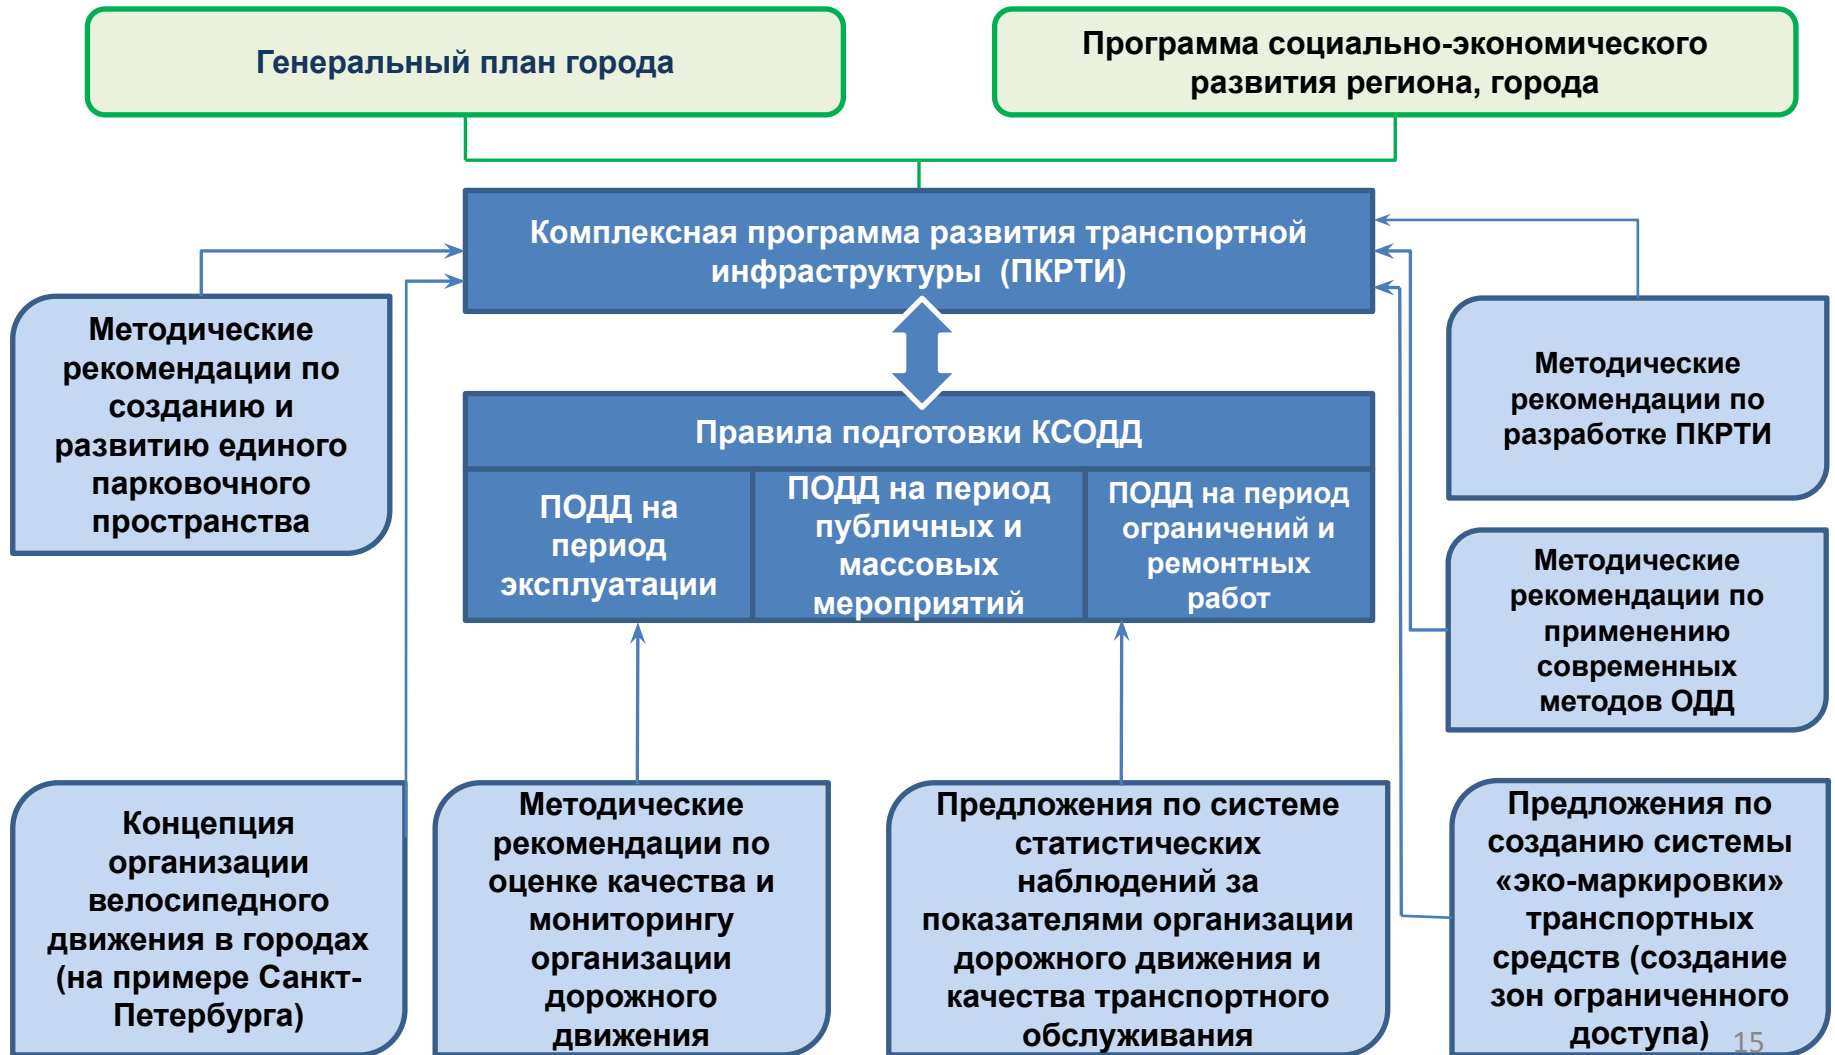 Генеральный план города
Программа социально-экономического
развития региона, города
Комплексная программа развития транспортной
инфраструктуры (ПКРТИ)
Методические
рекомендации по
созданию и
развитию единого
парковочного
пространства
Методические
рекомендации по
разработке ПКРТИ
Правила подготовки КСОДД
ПОДД на
период
эксплуатации
ПОДД на период
публичных и
массовых
мероприятий
ПОДД на период
ограничений и
ремонтных
работ
Методические
рекомендации по
применению
современных
методов ОДД
Концепция
организации
велосипедного
движения в городах
(на примере Санкт-
Петербурга)
Методические
рекомендации по
оценке качества и
мониторингу
организации
дорожного
движения
Предложения по системе
статистических
наблюдений за
показателями организации
дорожного движения и
качества транспортного
обслуживания
Предложения по
созданию системы
«эко-маркировки»
транспортных
средств (создание
зон ограниченного
доступа)
15